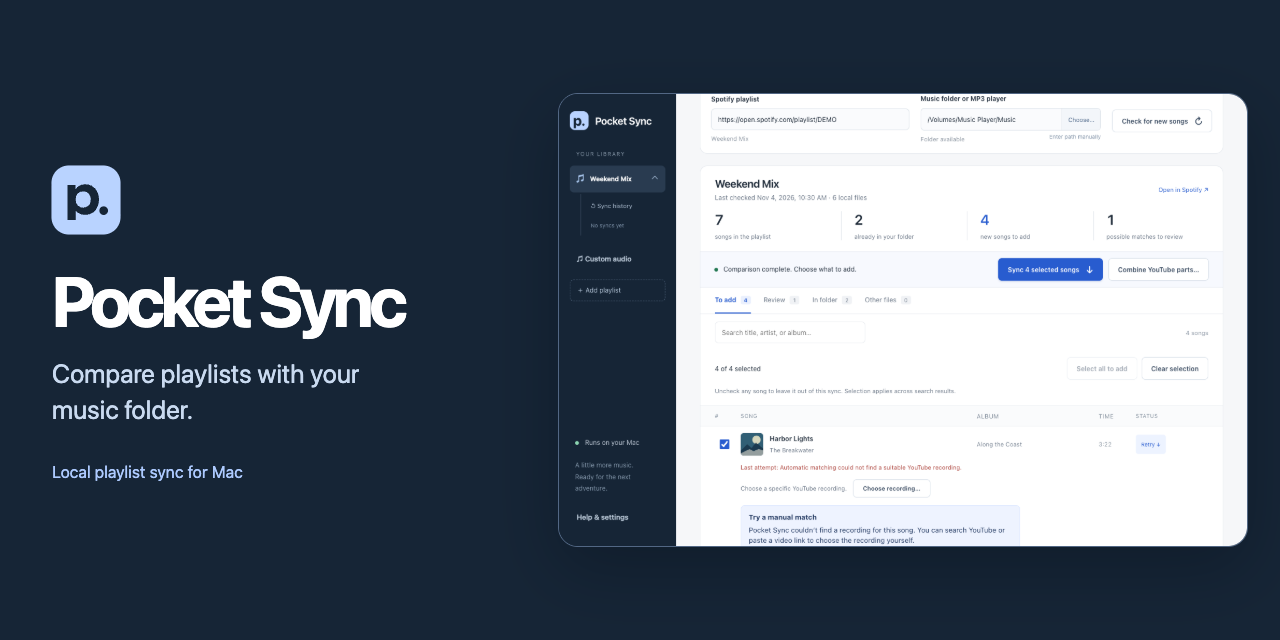 p.
Pocket Sync
Compare playlists with your
music folder.
Local playlist sync for Mac
p. Pocket Sync
YOUR LIBRARY
Weekend Mix
Sync history
No syncs yet
Custom audio
+ Add playlist
Runs on your Mac
A little more music.
Ready for the next
adventure.
Help & settings
Spotify playlist
https://open.spotify.com/playlist/DEMO
Weekend Mix
Music folder or MP3 player
/Volumes/Music Player/Music
Choose...
Folder available
Enter path manually
Check for new songs
Weekend Mix
Last checked Nov 4, 2026, 10:30 AM · 6 local files
Open in Spotify ↗
7
songs in the playlist
2
already in your folder
4
new songs to add
1
possible matches to review
Comparison complete. Choose what to add.
Sync 4 selected songs ↓
Combine YouTube parts...
To add 4
Review 1
In folder 2
Other files 0
Search title, artist, or album...
4 songs
4 of 4 selected
Select all to add
Clear selection
Uncheck any song to leave it out of this sync. Selection applies across search results.
# SONG ALBUM TIME STATUS
Harbor Lights
The Breakwater
Along the Coast
3:22
Retry ↓
Last attempt: Automatic matching could not find a suitable YouTube recording.
Choose a specific YouTube recording.
Choose recording...
Try a manual match
Pocket Sync couldn't find a recording for this song. You can search YouTube or
paste a video link to choose the recording yourself.